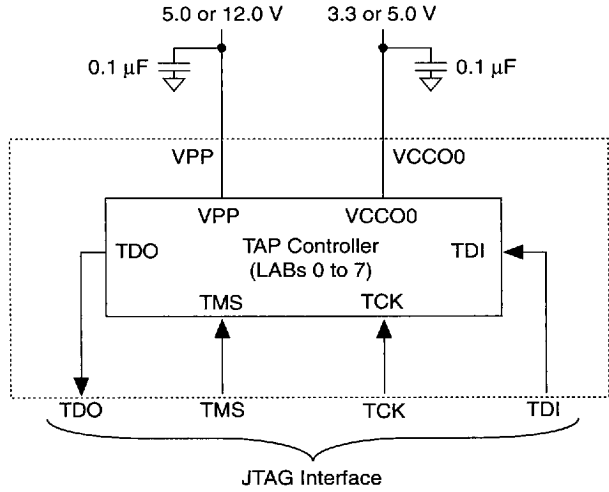 5.0 or 12.0 V
3.3 or 5.0 V
0.1 µF
0.1 µF
VPP
VCCO0
VPP
VCCO0
TDO
TAP Controller
TDI
(LABs 0 to 7)
TMS
TCK
TDO
TMS
TCK
TDI
JTAG Interface